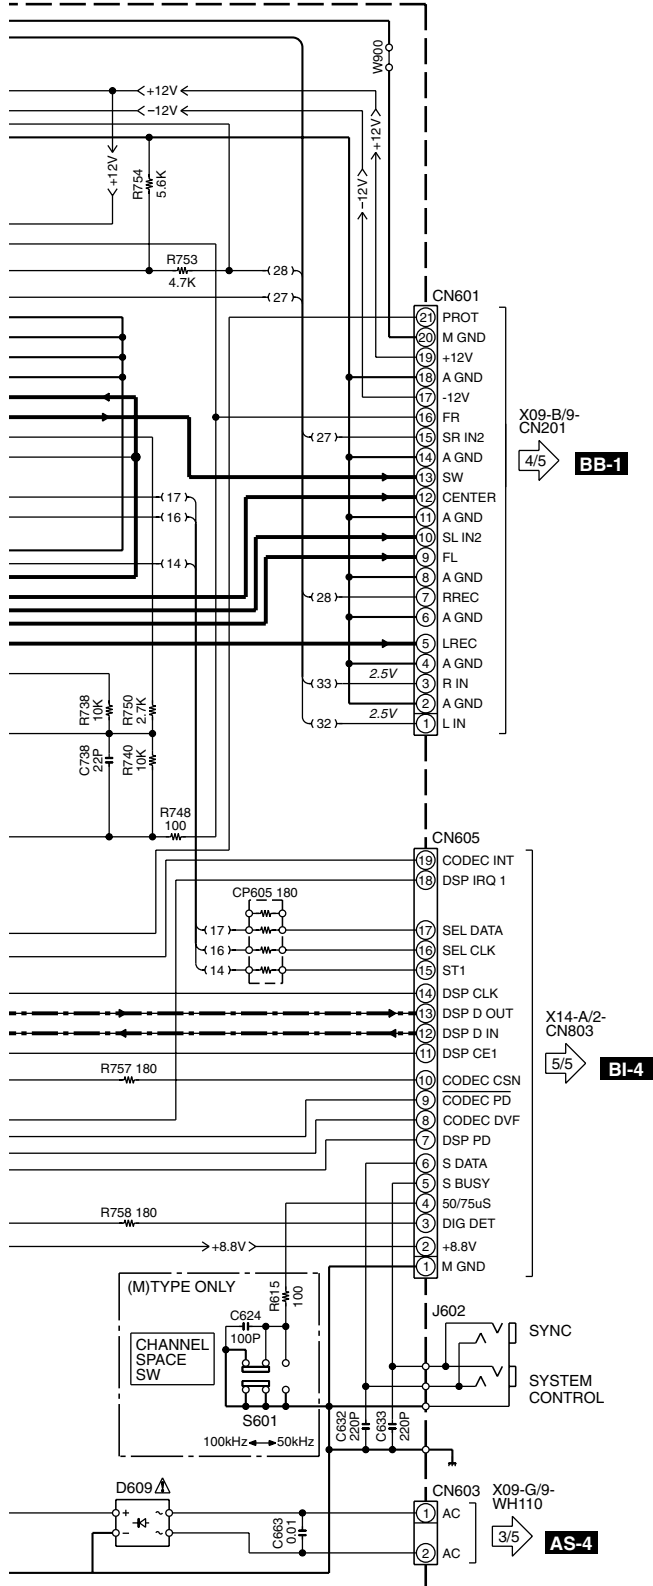 W900
+12V
−12V
+12V
−12V
+12V
R754
5.6K
R753
4.7K
28
27
CN601
21 PROT
20 M GND
19 +12V
18 A GND
17 -12V
16 FR
27
15 SR IN2
14 A GND
13 SW
12 CENTER
11 A GND
10 SL IN2
9 FL
8 A GND
28
7 RREC
6 A GND
5 LREC
4 A GND
33
2.5V
3 R IN
2 A GND
32
2.5V
1 L IN
X09-B/9-
CN201
4/5
BB-1
17
16
14
R738
10K
R750
2.7K
C738
22P
R740
10K
R748
100
CN605
19 CODEC INT
18 DSP IRQ 1
CP605 180
17
17 SEL DATA
16
16 SEL CLK
14
15 ST1
14 DSP CLK
13 DSP D OUT
12 DSP D IN
11 DSP CE1
R757 180
10 CODEC CSN
9 CODEC PD
8 CODEC DVF
7 DSP PD
6 S DATA
5 S BUSY
4 50/75uS
R758 180
3 DIG DET
+8.8V
2 +8.8V
1 M GND
X14-A/2-
CN803
5/5
BI-4
(M)TYPE ONLY
R615
100
C624
100P
CHANNEL
SPACE
SW
S601
100kHz
50kHz
J602
SYNC
SYSTEM
CONTROL
C632
220P
C633
220P
D609
+
~
−
~
C663
0.01
CN603
1 AC
2 AC
X09-G/9-
WH110
3/5
AS-4